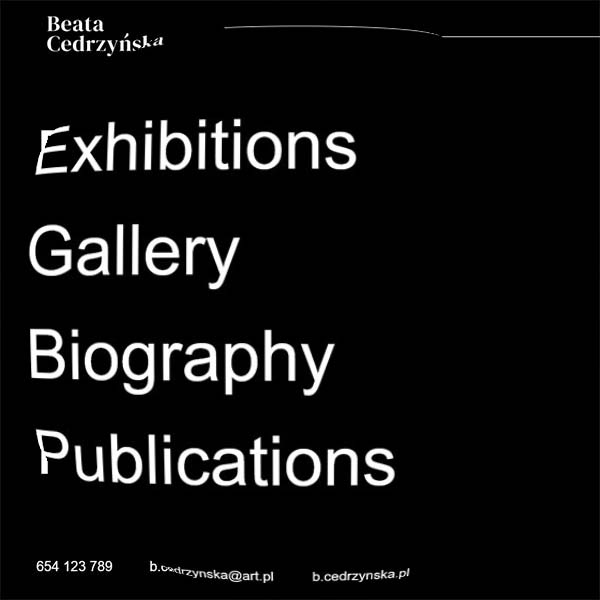 Beata
Cedrzyńska
Exhibitions
Gallery
Biography
Publications
654 123 789 b.cedrzynska@art.pl b.cedrzynska.pl